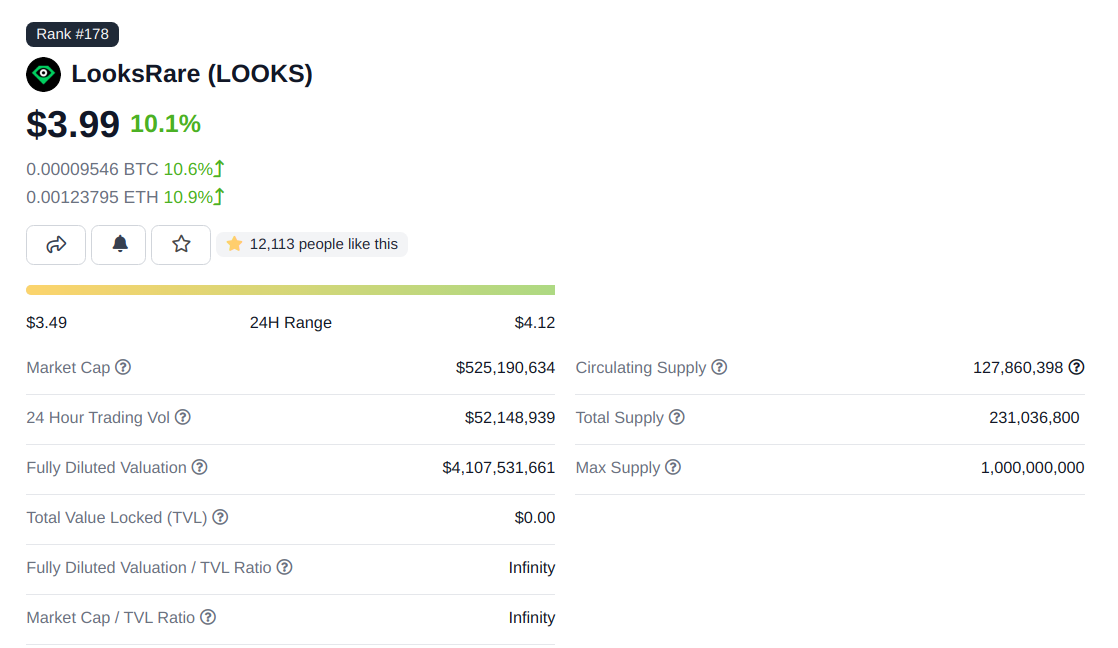 Rank #178
LooksRare (LOOKS)
$3.99 10.1%
0.00009546 BTC 10.6%
0.00123795 ETH 10.9%
12,113 people like this
$3.49 24H Range $4.12
Market Cap $525,190,634
24 Hour Trading Vol $52,148,939
Fully Diluted Valuation $4,107,531,661
Total Value Locked (TVL) $0.00
Fully Diluted Valuation / TVL Ratio Infinity
Market Cap / TVL Ratio Infinity
Circulating Supply 127,860,398
Total Supply 231,036,800
Max Supply 1,000,000,000